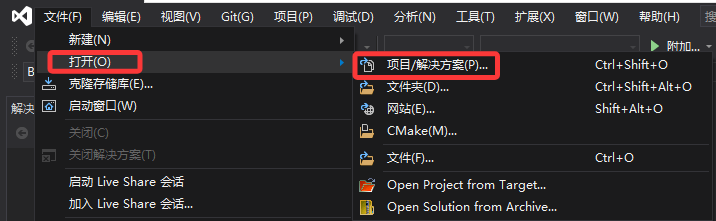 文件(F) 编辑(E) 视图(V) Git(G) 项目(P) 调试(D) 分析(N) 工具(T) 扩展(X) 窗口(W) 帮助(H)
新建(N)
附加...
打开(O)
项目/解决方案(P)... Ctrl+Shift+O
克隆存储库(E)...
文件夹(D)... Ctrl+Shift+Alt+O
启动窗口(W)
网站(E)... Shift+Alt+O
解决
关闭(C)
CMake(M)...
关闭解决方案(T)
文件(F)... Ctrl+O
启动 Live Share 会话
Open Project from Target...
加入 Live Share 会话...
Open Solution from Archive...